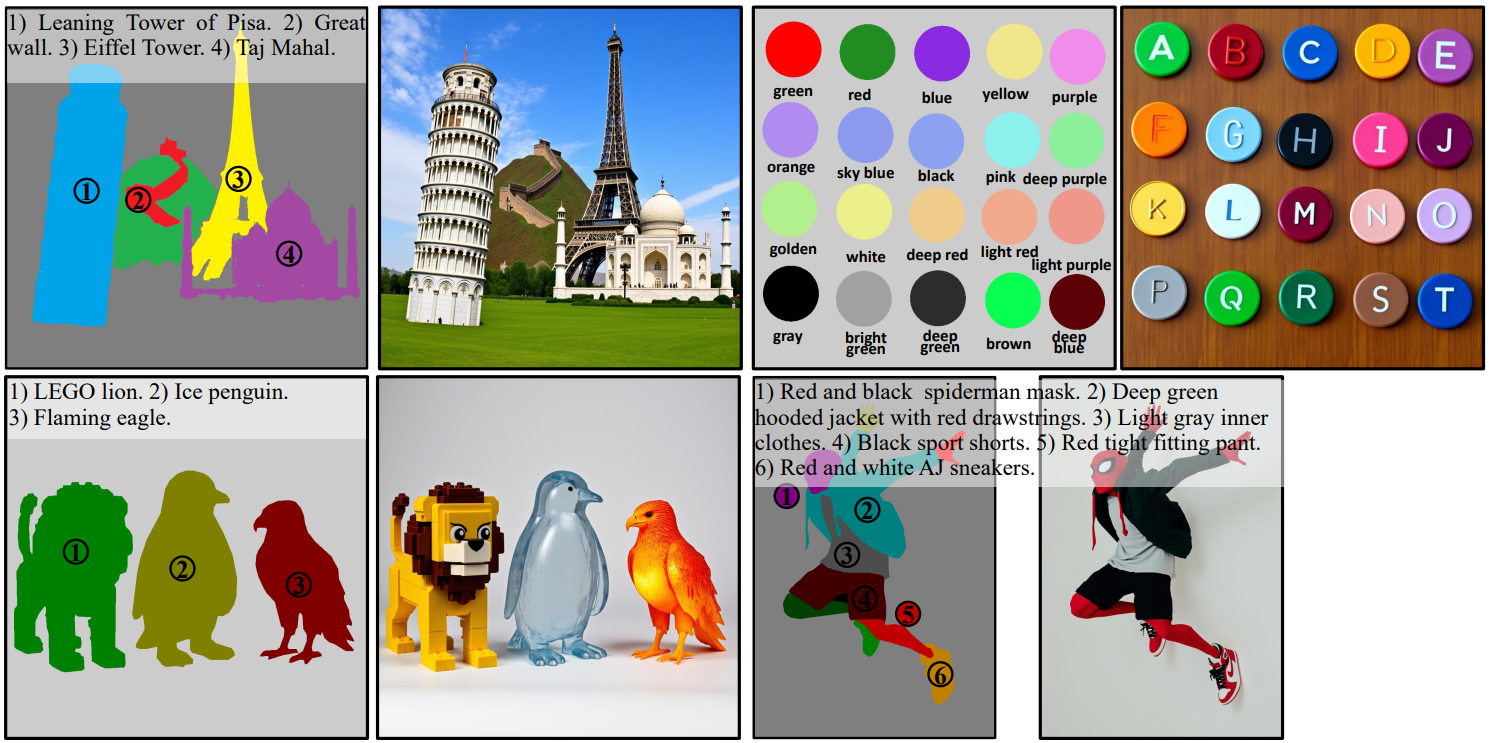 1) Leaning Tower of Pisa. 2) Great
wall. 3) Eiffel Tower. 4) Taj Mahal.
1
2
3
4
green red blue yellow purple
orange sky blue black pink deep purple
golden white deep red light red light purple
gray bright green deep green brown deep blue
A B C D E
F G H I J
K L M N O
P Q R S T
1) LEGO lion. 2) Ice penguin.
3) Flaming eagle.
1
2
3
1) Red and black spiderman mask. 2) Deep green
hooded jacket with red drawstrings. 3) Light gray inner
clothes. 4) Black sport shorts. 5) Red tight fitting pant.
6) Red and white AJ sneakers.
1
2
3
4
5
6